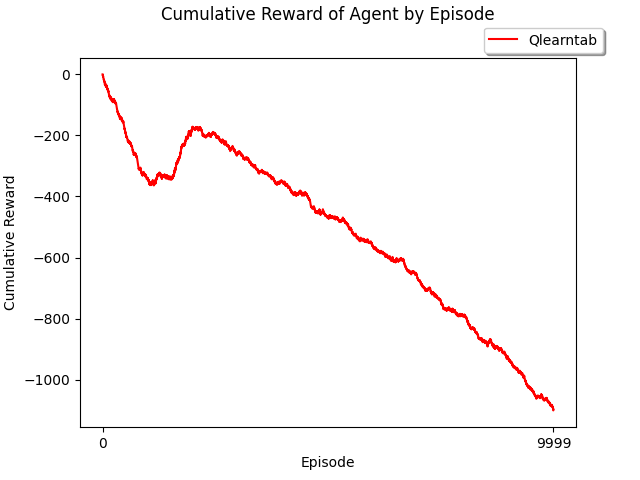 Cumulative Reward of Agent by Episode
Qlearntab
0
−200
−400
−600
−800
−1000
Cumulative Reward
0
9999
Episode